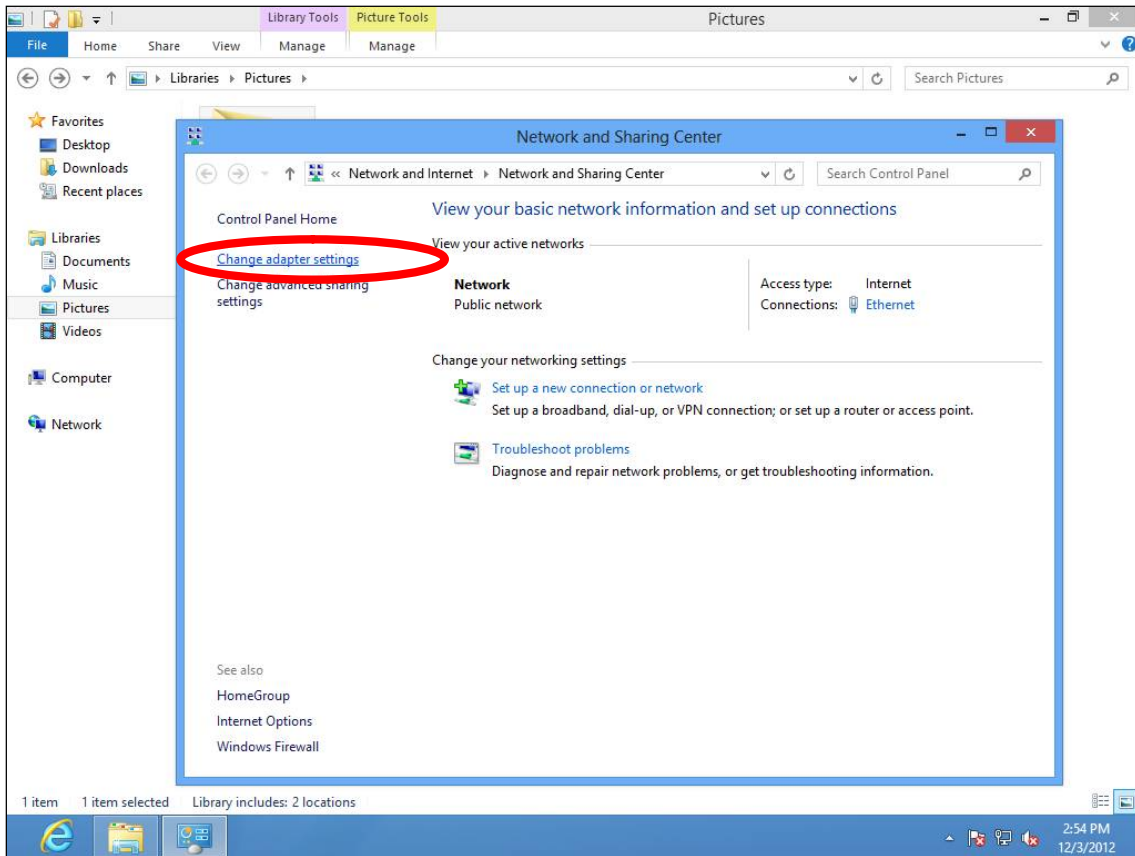 Library Tools
Picture Tools
Pictures
File
Home
Share
View
Manage
Manage
Libraries
Pictures
Search Pictures
Favorites
Desktop
Downloads
Recent places
Libraries
Documents
Music
Pictures
Videos
Computer
Network
Network and Sharing Center
« Network and Internet
Network and Sharing Center
Search Control Panel
Control Panel Home
Change adapter settings
Change advanced sharing
settings
View your basic network information and set up connections
View your active networks
Network
Public network
Access type: Internet
Connections: Ethernet
Change your networking settings
Set up a new connection or network
Set up a broadband, dial-up, or VPN connection; or set up a router or access point.
Troubleshoot problems
Diagnose and repair network problems, or get troubleshooting information.
See also
HomeGroup
Internet Options
Windows Firewall
1 item
1 item selected
Library includes: 2 locations
2:54 PM
12/3/2012